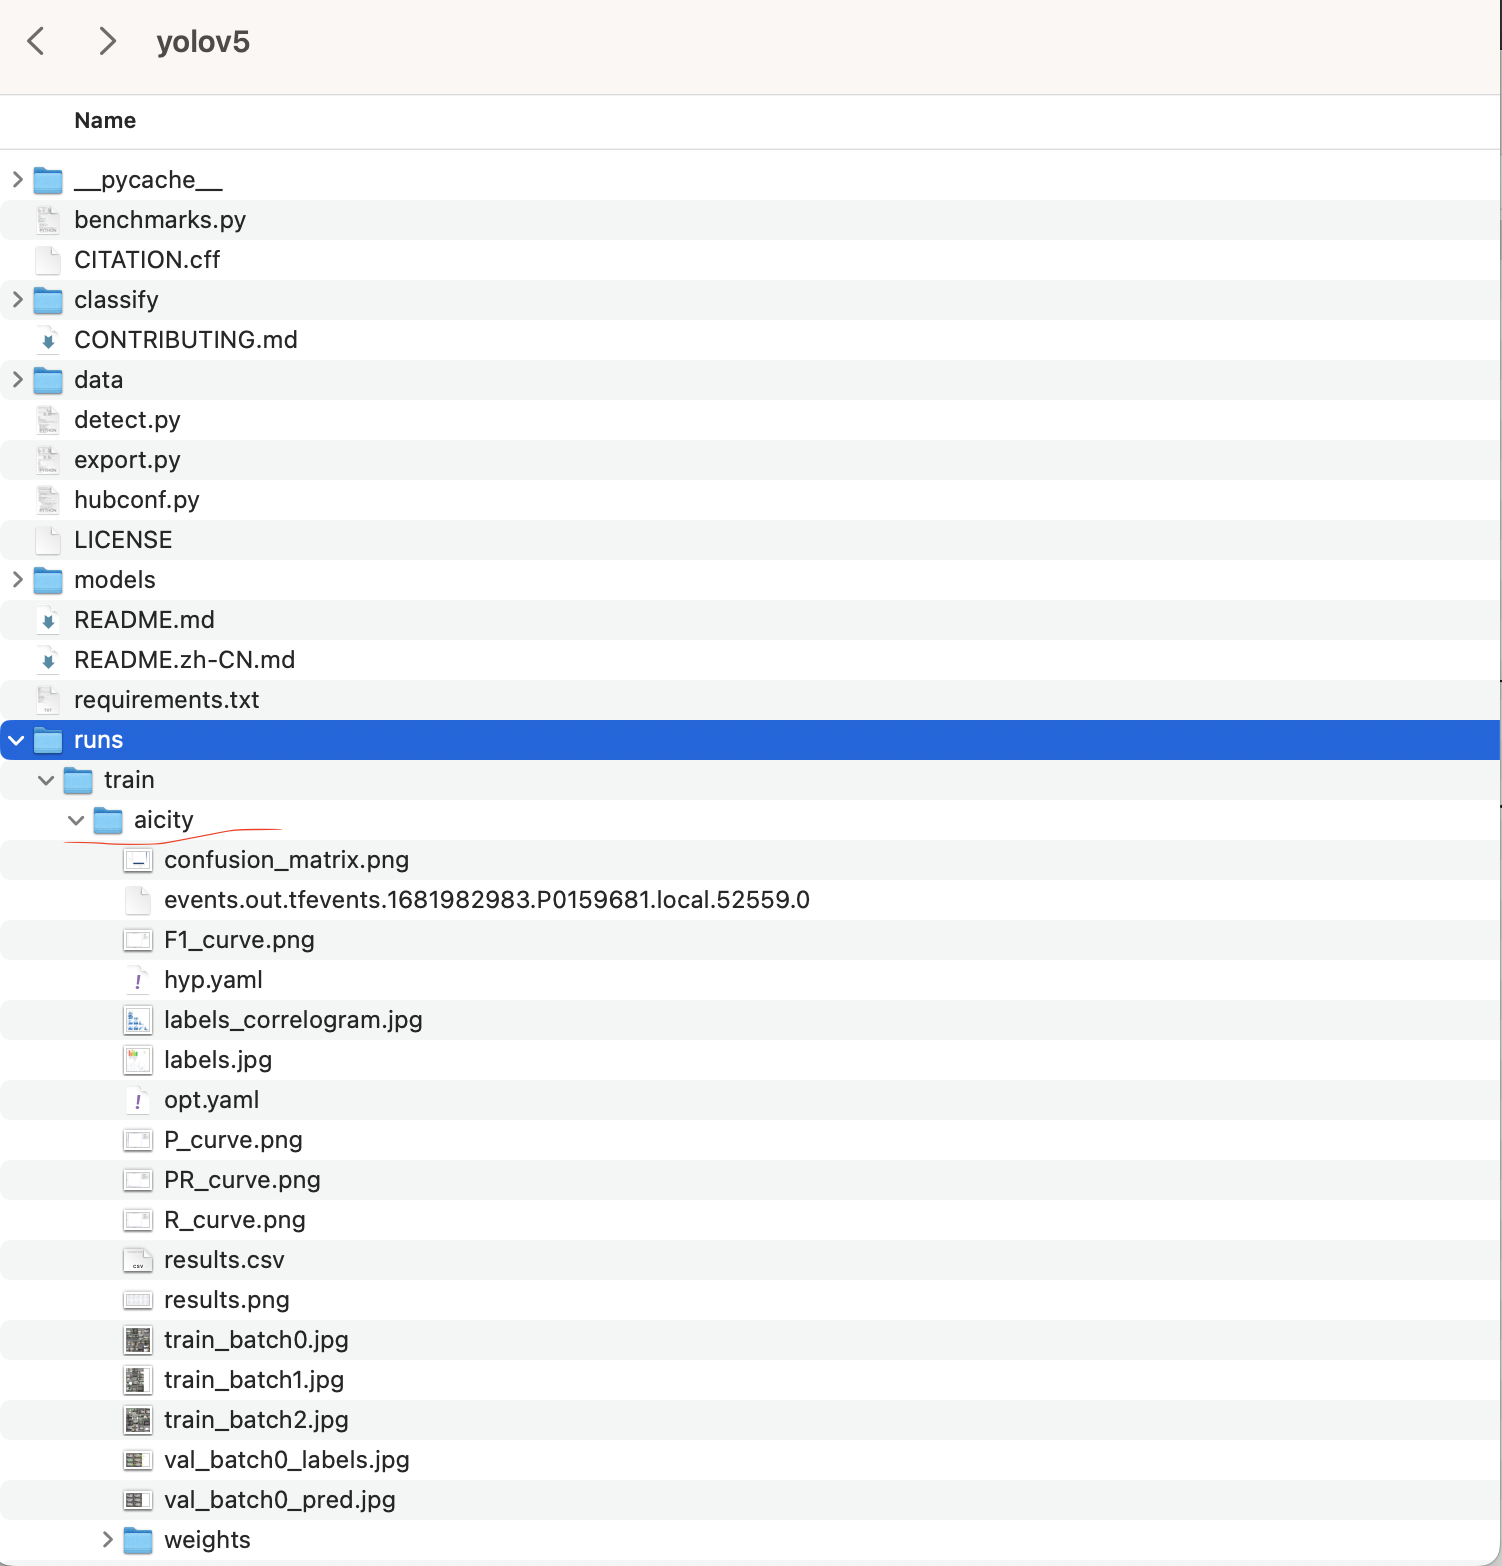 yolov5
Name
__pycache__
benchmarks.py
CITATION.cff
classify
CONTRIBUTING.md
data
detect.py
export.py
hubconf.py
LICENSE
models
README.md
README.zh-CN.md
requirements.txt
runs
train
aicity
confusion_matrix.png
events.out.tfevents.1681982983.P0159681.local.52559.0
F1_curve.png
hyp.yaml
labels_correlogram.jpg
labels.jpg
opt.yaml
P_curve.png
PR_curve.png
R_curve.png
results.csv
results.png
train_batch0.jpg
train_batch1.jpg
train_batch2.jpg
val_batch0_labels.jpg
val_batch0_pred.jpg
weights